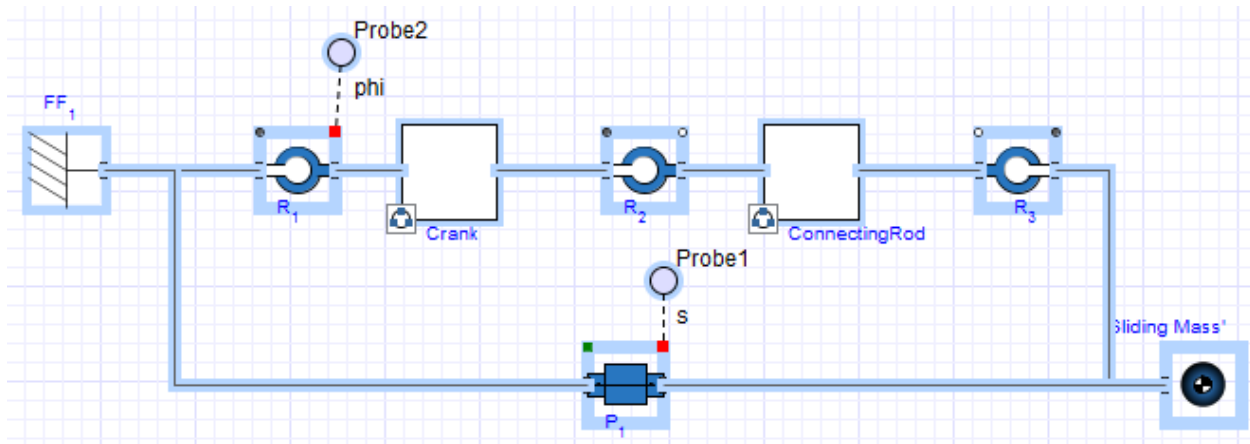 Probe2
phi
FF1
R1
Crank
R2
ConnectingRod
R3
Probe1
s
Sliding Mass"
P1